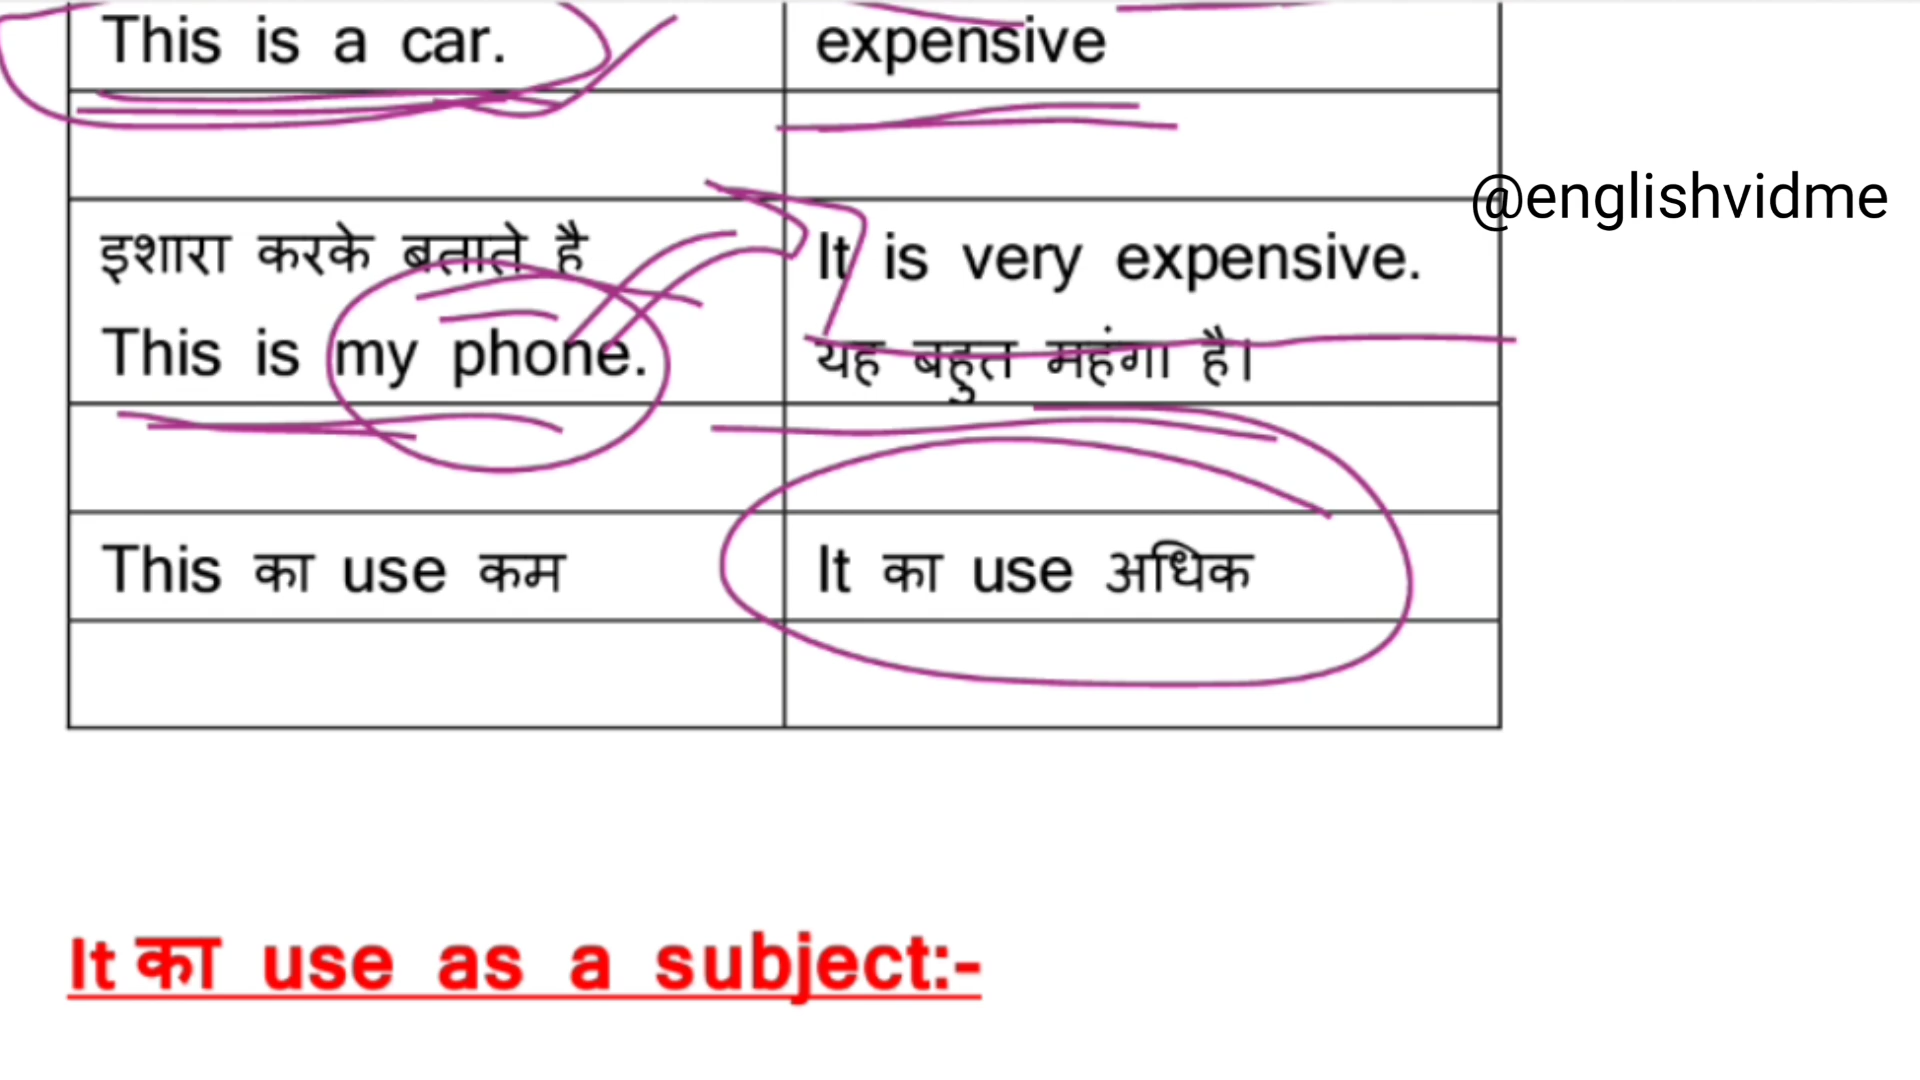 This is a car.
expensive
@englishvidme
इशारा करके बताते है
This is my phone.
It is very expensive.
यह बहुत महंगा है।
This का use कम
It का use अधिक
It का use as a subject:-